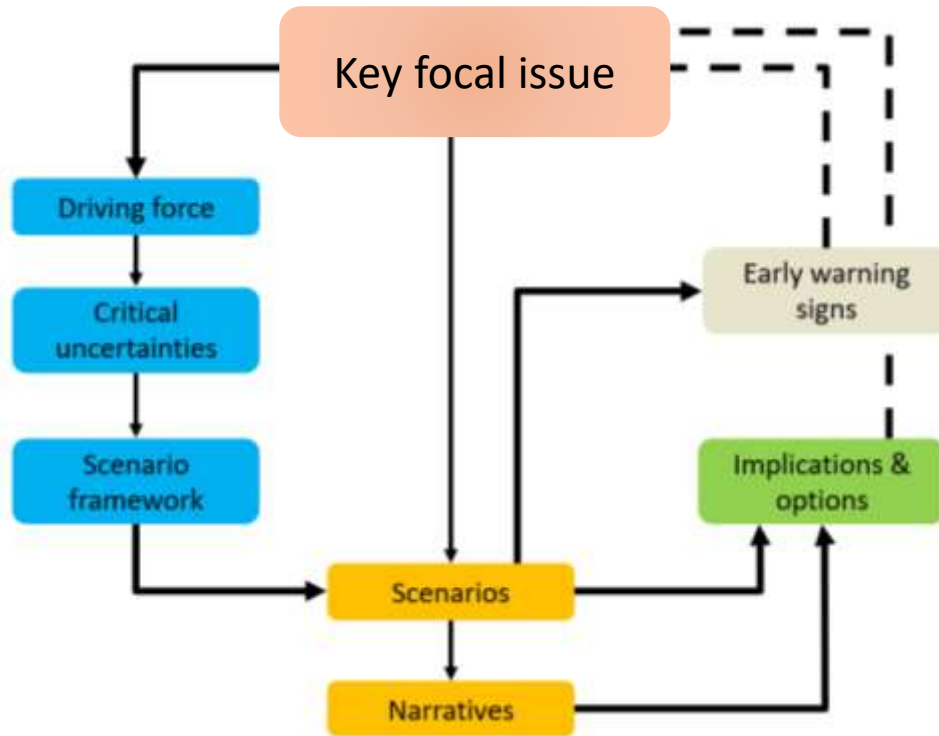 Key focal issue
Driving force
Critical
uncertainties
Scenario
framework
Scenarios
Narratives
Early warning
signs
Implications &
options